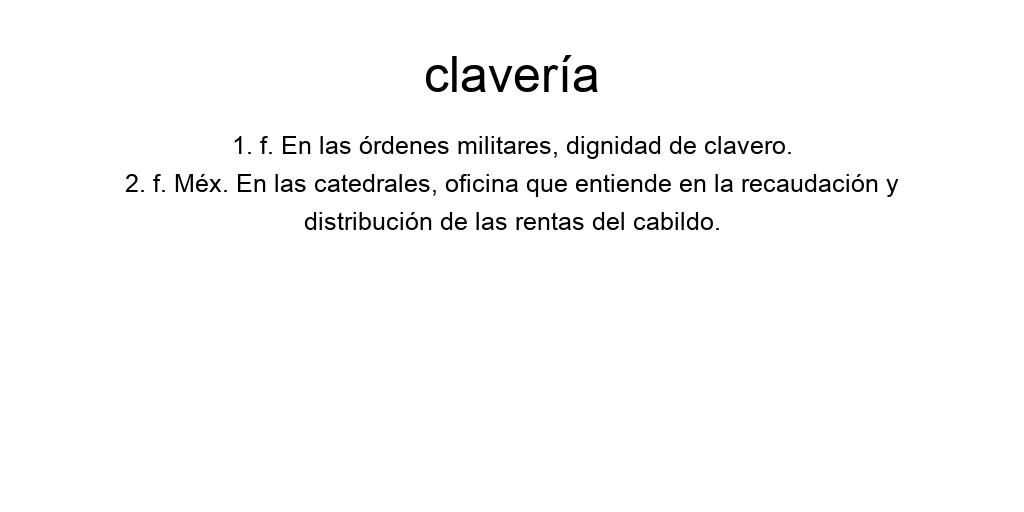 clavería
1. f. En las órdenes militares, dignidad de clavero.
2. f. Méx. En las catedrales, oficina que entiende en la recaudación y
distribución de las rentas del cabildo.